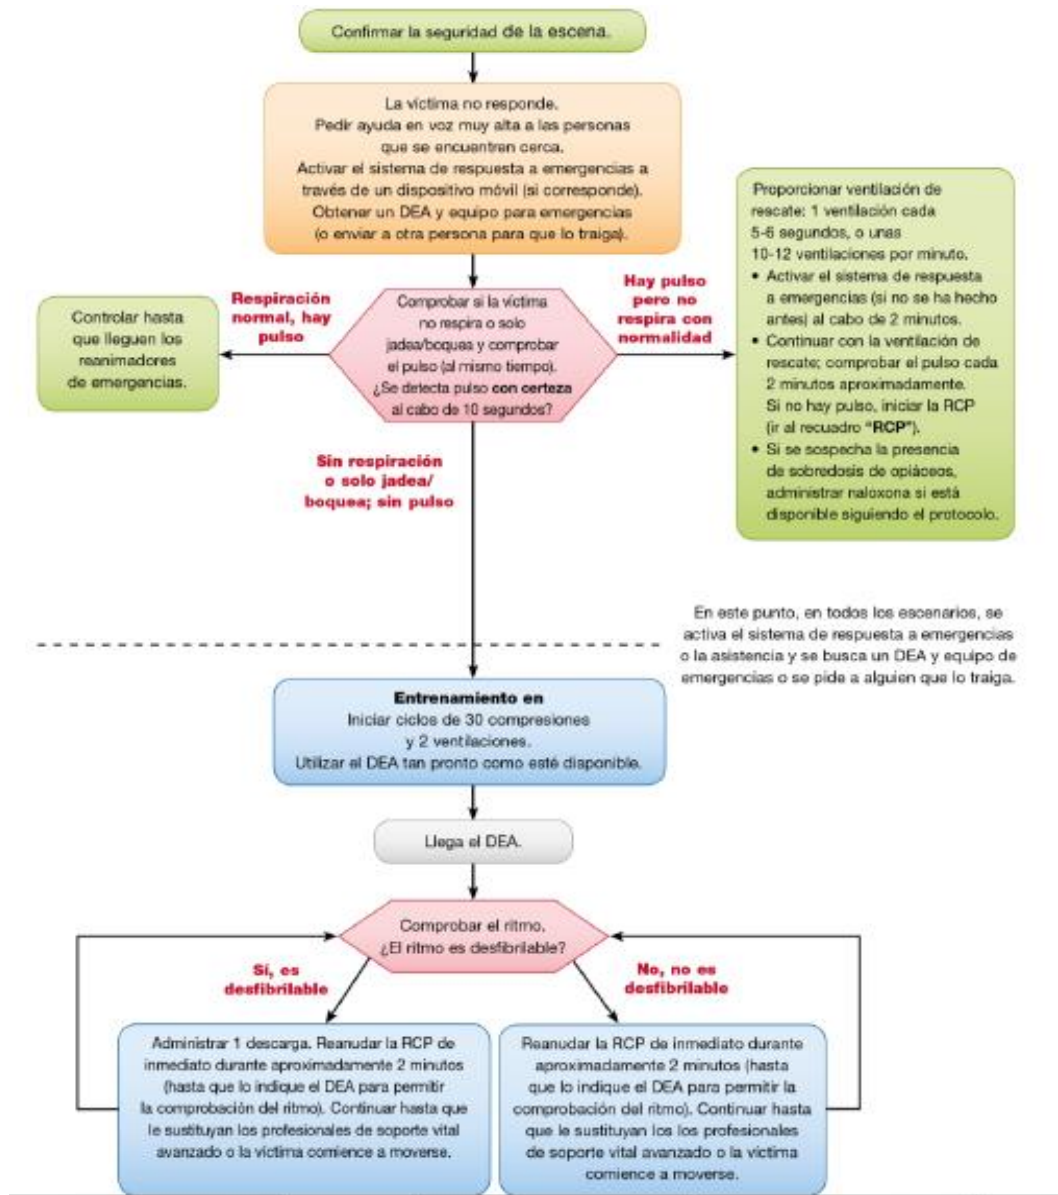 Confirmar la seguridad de la escena.
La víctima no responde.
Pedir ayuda en voz muy alta a las personas
que se encuentren cerca.
Activar el sistema de respuesta a emergencias a
través de un dispositivo móvil (si corresponde).
Obtener un DEA y equipo para emergencias
(o enviar a otra persona para que lo traiga).
Respiración
normal, hay
pulso
Controlar hasta
que lleguen los
reanimadores
de emergencias.
Comprobar si la víctima
no respira o solo
jadea/boquea y comprobar
el pulso (al mismo tiempo).
¿Se detecta pulso con certeza
al cabo de 10 segundos?
Hay pulso
pero no
respira con
normalidad
Proporcionar ventilación de
rescate: 1 ventilación cada
5-6 segundos, o unas
10-12 ventilaciones por minuto.
• Activar el sistema de respuesta
a emergencias (si no se ha hecho
antes) al cabo de 2 minutos.
• Continuar con la ventilación de
rescate; comprobar el pulso cada
2 minutos aproximadamente.
Si no hay pulso, iniciar la RCP
(ir al recuadro “RCP”).
• Si se sospecha la presencia
de sobredosis de opiáceos,
administrar naloxona si está
disponible siguiendo el protocolo.
Sin respiración
o solo jadea/
boquea; sin pulso
En este punto, en todos los escenarios, se
activa el sistema de respuesta a emergencias
o la asistencia y se busca un DEA y equipo de
emergencias o se pide a alguien que lo traiga.
Entrenamiento en
Iniciar ciclos de 30 compresiones
y 2 ventilaciones.
Utilizar el DEA tan pronto como esté disponible.
Llega el DEA.
Comprobar el ritmo.
¿El ritmo es desfibrilable?
Sí, es
desfibrilable
No, no es
desfibrilable
Administrar 1 descarga. Reanudar la RCP de
inmediato durante aproximadamente 2 minutos
(hasta que lo indique el DEA para permitir
la comprobación del ritmo). Continuar hasta que
le sustituyan los profesionales de soporte vital
avanzado o la víctima comience a moverse.
Reanudar la RCP de inmediato durante
aproximadamente 2 minutos (hasta
que lo indique el DEA para permitir la
comprobación del ritmo). Continuar hasta
que le sustituyan los los profesionales
de soporte vital avanzado o la víctima
comience a moverse.